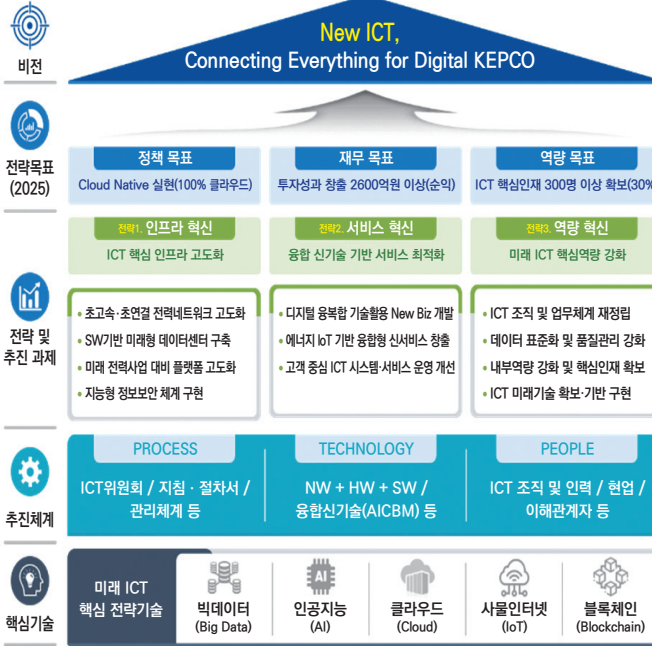 비전
New ICT,
Connecting Everything for Digital KEPCO
전략목표
(2025)
정책 목표
Cloud Native 실현(100% 클라우드)
재무 목표
투자성과 창출 2600억원 이상(순익)
역량 목표
ICT 핵심인재 300명 이상 확보(30%
전략 및
추진 과제
전략1. 인프라 혁신
ICT 핵심 인프라 고도화
전략2. 서비스 혁신
융합 신기술 기반 서비스 최적화
전략3. 역량 혁신
미래 ICT 핵심역량 강화
• 초고속·초연결 전력네트워크 고도화
• SW기반 미래형 데이터센터 구축
• 미래 전력사업 대비 플랫폼 고도화
• 지능형 정보보안 체계 구현
• 디지털 융복합 기술활용 New Biz 개발
• 에너지 IoT 기반 융합형 신서비스 창출
• 고객 중심 ICT 시스템·서비스 운영 개선
• ICT 조직 및 업무체계 재정립
• 데이터 표준화 및 품질관리 강화
• 내부역량 강화 및 핵심인재 확보
• ICT 미래기술 확보·기반 구현
추진체계
PROCESS
ICT위원회 / 지침 · 절차서 /
관리체계 등
TECHNOLOGY
NW + HW + SW /
융합신기술(AICBM) 등
PEOPLE
ICT 조직 및 인력 / 현업 /
이해관계자 등
핵심기술
미래 ICT
핵심 전략기술
빅데이터
(Big Data)
AI
인공지능
(AI)
클라우드
(Cloud)
사물인터넷
(IoT)
블록체인
(Blockchain)